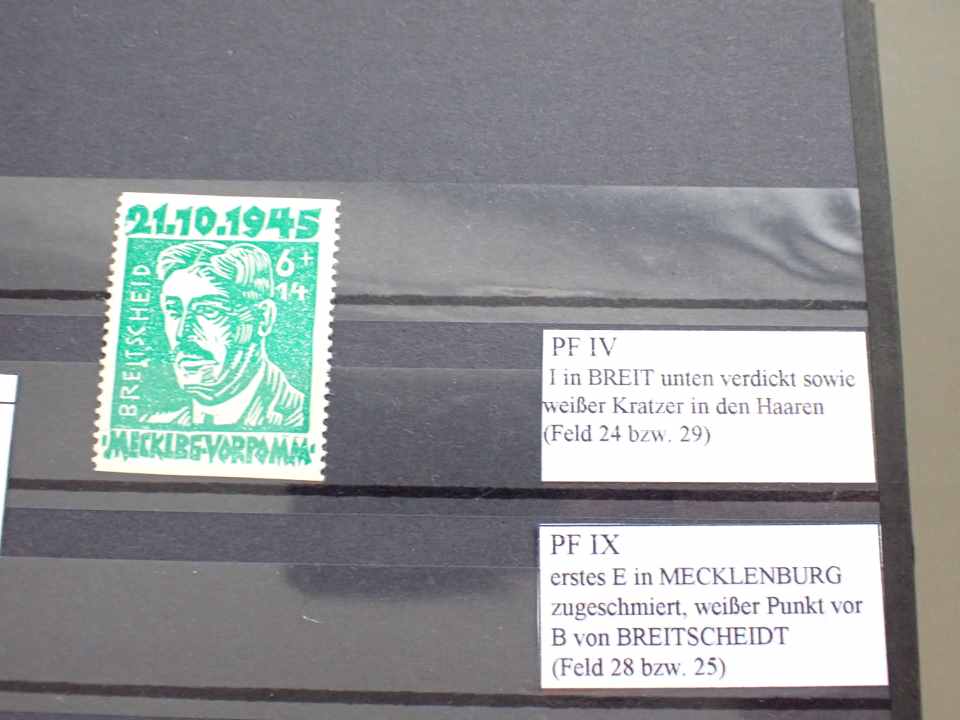 21.10.1945
6+
14
BREITSCHEID
MECKLBG-VORPOMM
PF IV
I in BREIT unten verdickt sowie
weißer Kratzer in den Haaren
(Feld 24 bzw. 29)
PF IX
erstes E in MECKLENBURG
zugeschmiert, weißer Punkt vor
B von BREITSCHEIDT
(Feld 28 bzw. 25)